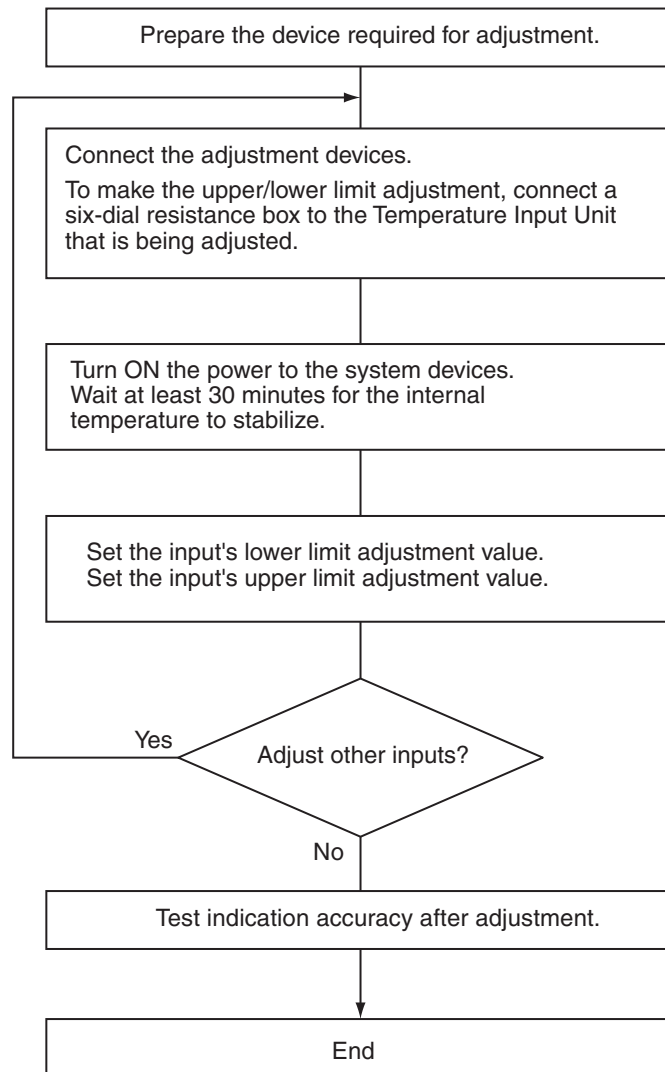 Prepare the device required for adjustment.
Connect the adjustment devices.
To make the upper/lower limit adjustment, connect a
six-dial resistance box to the Temperature Input Unit
that is being adjusted.
Turn ON the power to the system devices.
Wait at least 30 minutes for the internal
temperature to stabilize.
Set the input's lower limit adjustment value.
Set the input's upper limit adjustment value.
Yes
Adjust other inputs?
No
Test indication accuracy after adjustment.
End